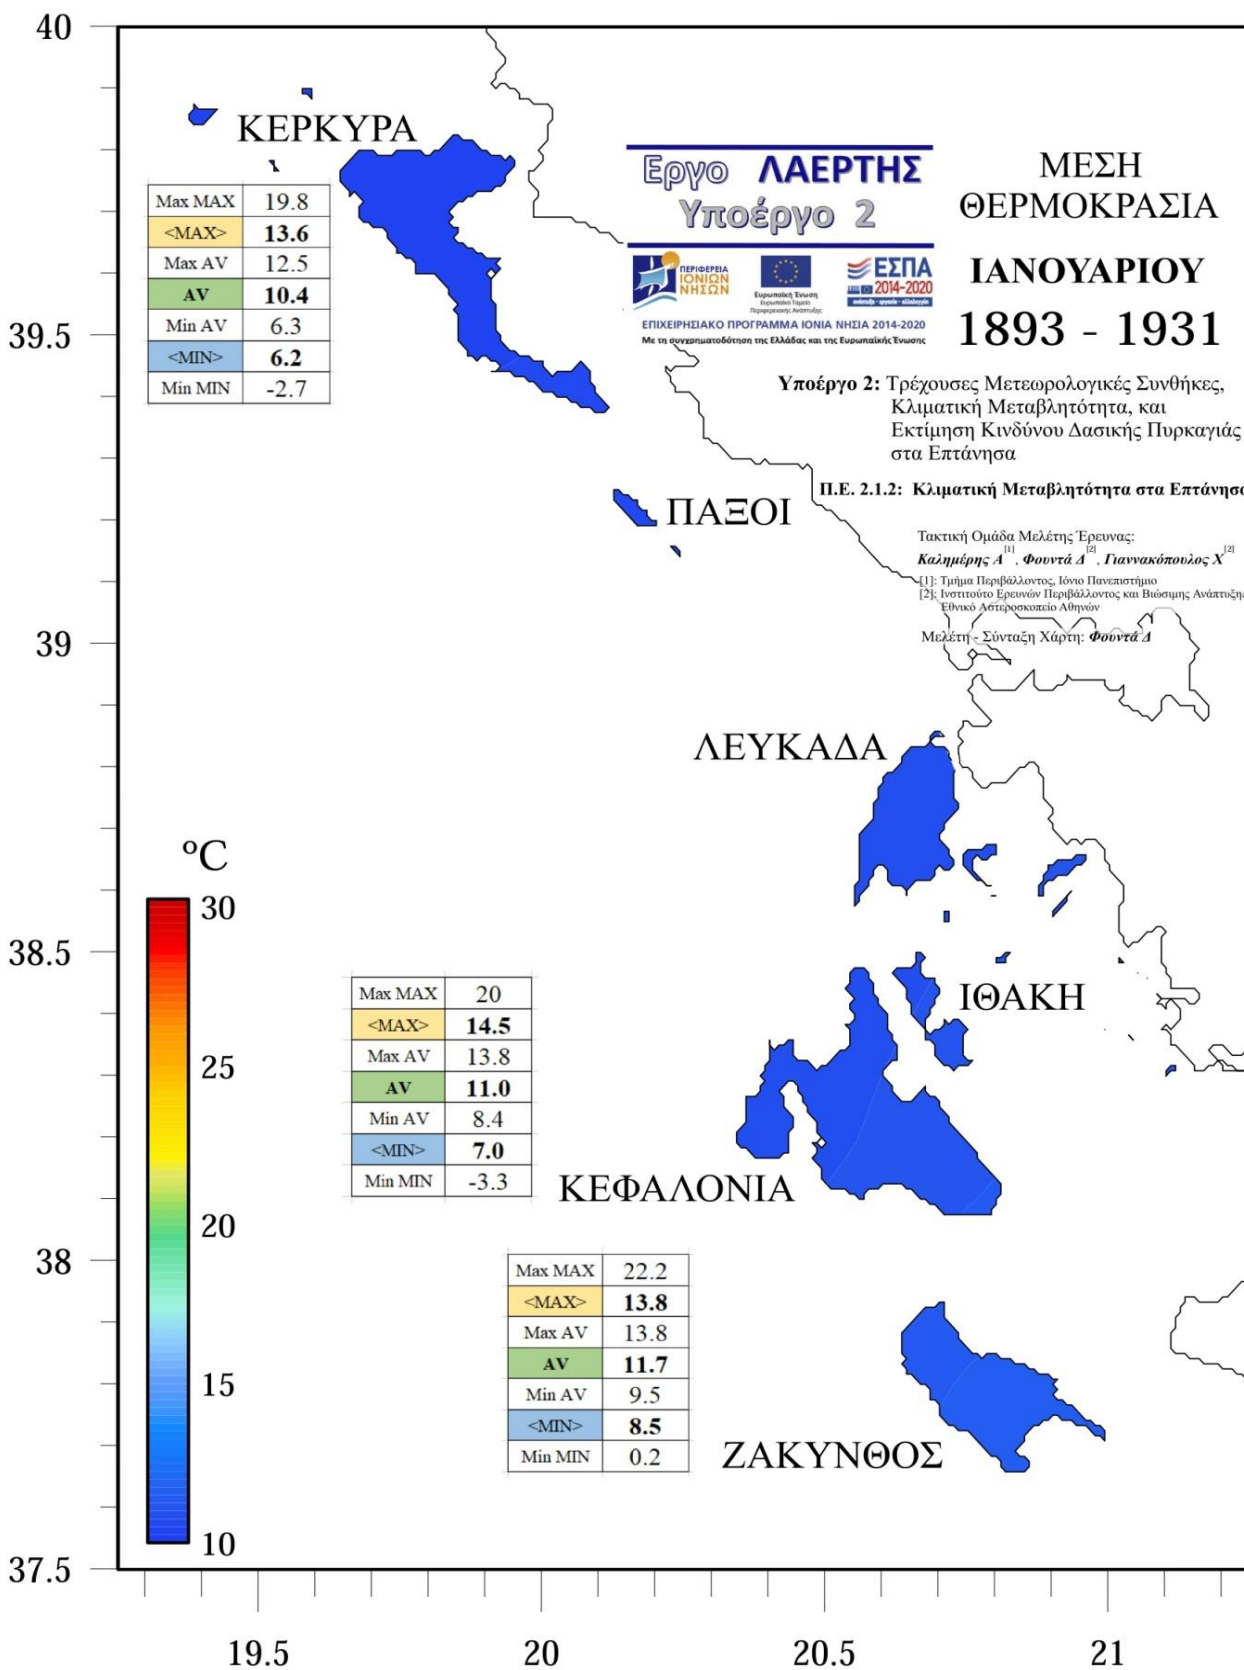 40
39.5
39
38.5
38
37.5
ΚΕΡΚΥΡΑ
Max MAX 19.8
<MAX> 13.6
Max AV 12.5
AV 10.4
Min AV 6.3
<MIN> 6.2
Min MIN -2.7
Εργο ΛΑΕΡΤΗΣ
Υποέργο 2
ΠΕΡΙΦΕΡΕΙΑ
ΙΟΝΙΩΝ
ΝΗΣΩΝ
Ευρωπαϊκή Ένωση
Ευρωπαϊκό Ταμείο
Περιφερειακής Ανάπτυξης
ΕΣΠΑ
2014-2020
ανάπτυξη - εργασία - αλληλεγγύη
ΕΠΙΧΕΙΡΗΣΙΑΚΟ ΠΡΟΓΡΑΜΜΑ ΙΟΝΙΑ ΝΗΣΙΑ 2014-2020
Με τη συγχρηματοδότηση της Ελλάδας και της Ευρωπαϊκής Ένωσης
ΜΕΣΗ
ΘΕΡΜΟΚΡΑΣΙΑ
ΙΑΝΟΥΑΡΙΟΥ
1893 - 1931
Υποέργο 2: Τρέχουσες Μετεωρολογικές Συνθήκες,
Κλιματική Μεταβλητότητα, και
Εκτίμηση Κινδύνου Δασικής Πυρκαγιάς
στα Επτάνησα
Π.Ε. 2.1.2: Κλιματική Μεταβλητότητα στα Επτάνησα
Τακτική Ομάδα Μελέτης Έρευνας:
Καλημέρης Α[1], Φουντά Δ[2], Γιαννακόπουλος Χ[2]
[1]: Τμήμα Περιβάλλοντος, Ιόνιο Πανεπιστήμιο
[2]: Ινστιτούτο Ερευνών Περιβάλλοντος και Βιώσιμης Ανάπτυξης
Εθνικό Αστεροσκοπείο Αθηνών
Μελέτη - Σύνταξη Χάρτη: Φουντά Δ
ΠΑΞΟΙ
ΛΕΥΚΑΔΑ
ΙΘΑΚΗ
°C
30
25
20
15
10
Max MAX 20
<MAX> 14.5
Max AV 13.8
AV 11.0
Min AV 8.4
<MIN> 7.0
Min MIN -3.3
ΚΕΦΑΛΟΝΙΑ
Max MAX 22.2
<MAX> 13.8
Max AV 13.8
AV 11.7
Min AV 9.5
<MIN> 8.5
Min MIN 0.2
ΖΑΚΥΝΘΟΣ
19.5 20 20.5 21